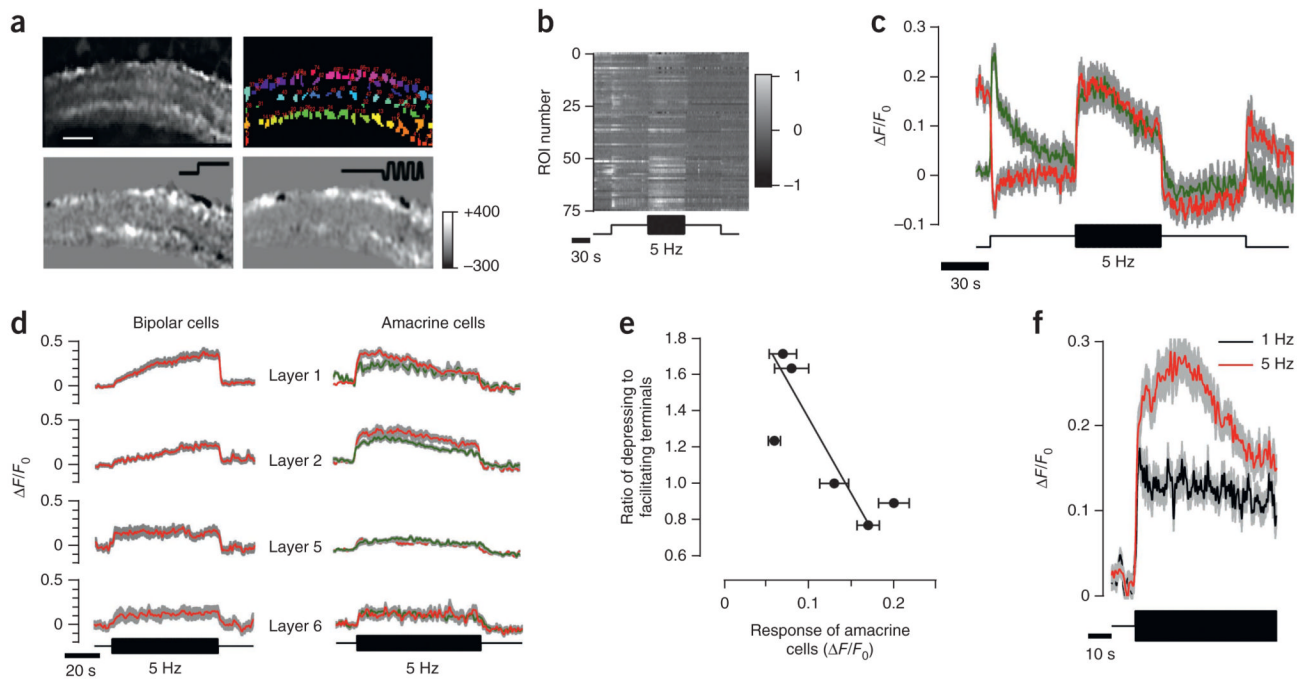 a
+400
−300
b
ROI number
0
25
50
75
1
0
−1
5 Hz
30 s
c
ΔF/F0
0.3
0.2
0.1
0
−0.1
5 Hz
30 s
d
Bipolar cells
Amacrine cells
ΔF/F0
0.5
0
Layer 1
0.5
0
Layer 2
0.5
0
Layer 5
0.5
0
Layer 6
20 s
5 Hz
5 Hz
e
Ratio of depressing to
facilitating terminals
1.8
1.6
1.4
1.2
1.0
0.8
0.6
0
0.1
0.2
Response of amacrine
cells (ΔF/F0)
f
1 Hz
5 Hz
ΔF/F0
0.3
0.2
0.1
0
10 s